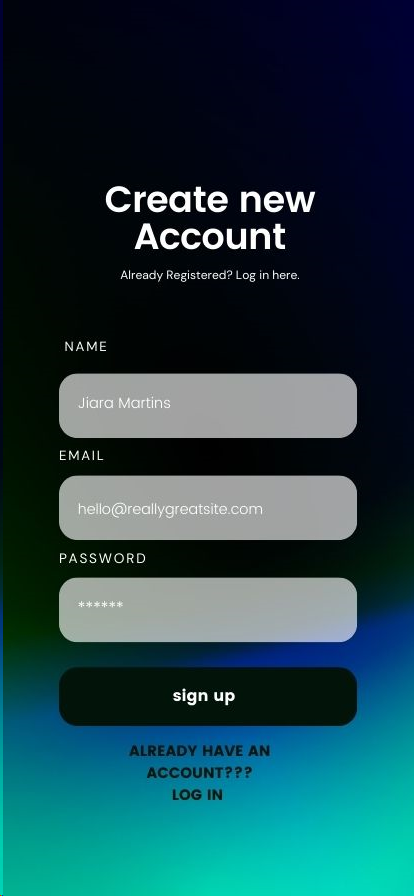 Create new
Account
Already Registered? Log in here.
NAME
Jiara Martins
EMAIL
hello@reallygreatsite.com
PASSWORD
******
sign up
ALREADY HAVE AN
ACCOUNT???
LOG IN